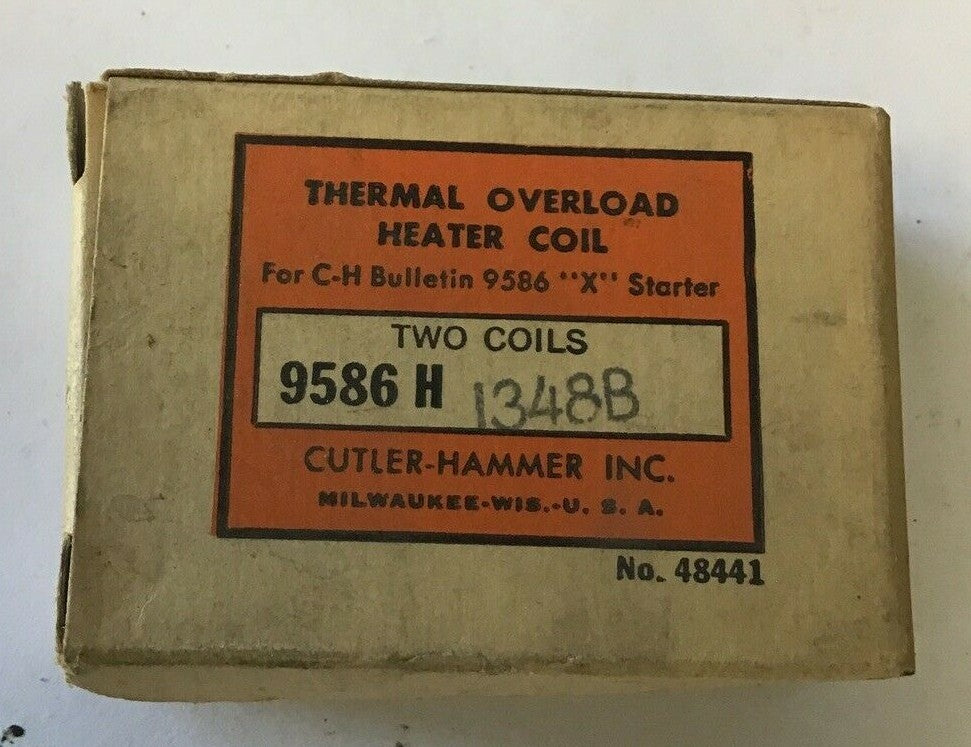 THERMAL OVERLOAD
HEATER COIL
For C-H Bulletin 9586 "X" Starter
TWO COILS
9586 H 1348B
CUTLER-HAMMER INC.
MILWAUKEE-WIS.-U. S. A.
No. 48441